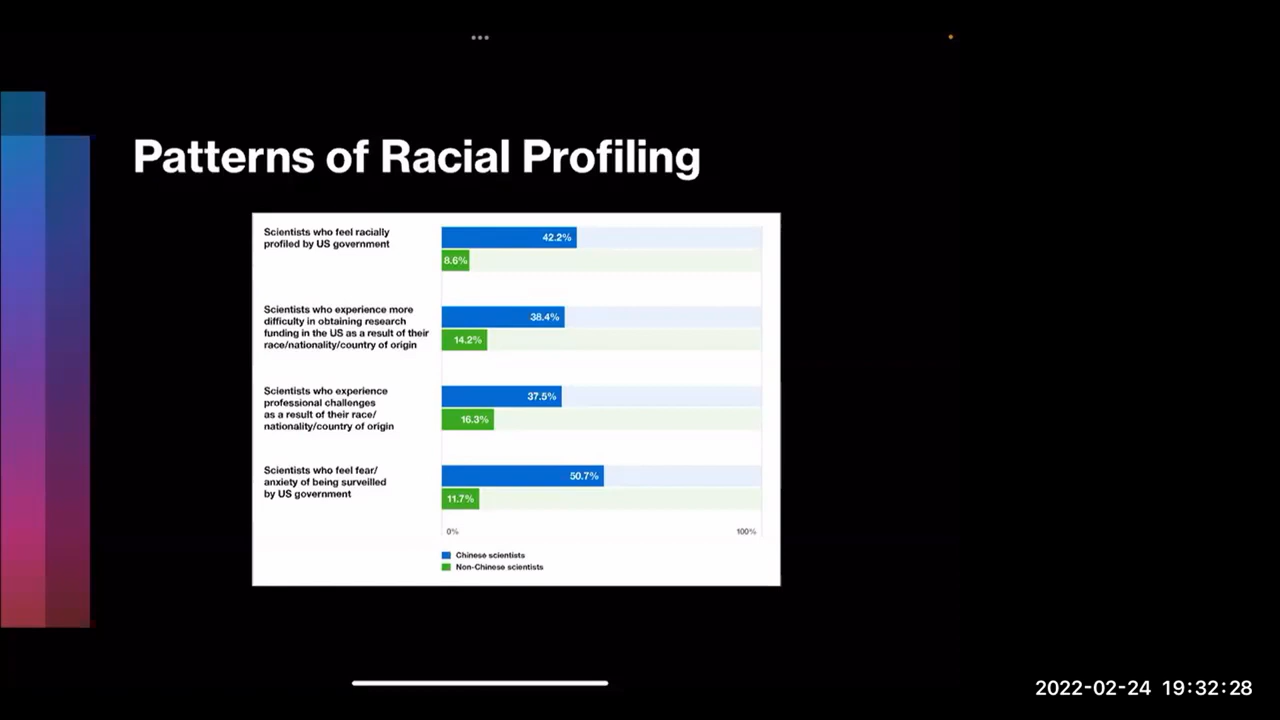 Patterns of Racial Profiling
Scientists who feel racially
profiled by US government
42.2%
8.6%
Scientists who experience more
difficulty in obtaining research
funding in the US as a result of their
race/nationality/country of origin
38.4%
14.2%
Scientists who experience
professional challenges
as a result of their race/
nationality/country of origin
37.5%
16.3%
Scientists who feel fear/
anxiety of being surveilled
by US government
50.7%
11.7%
0% 100%
Chinese scientists
Non-Chinese scientists
2022-02-24 19:32:28